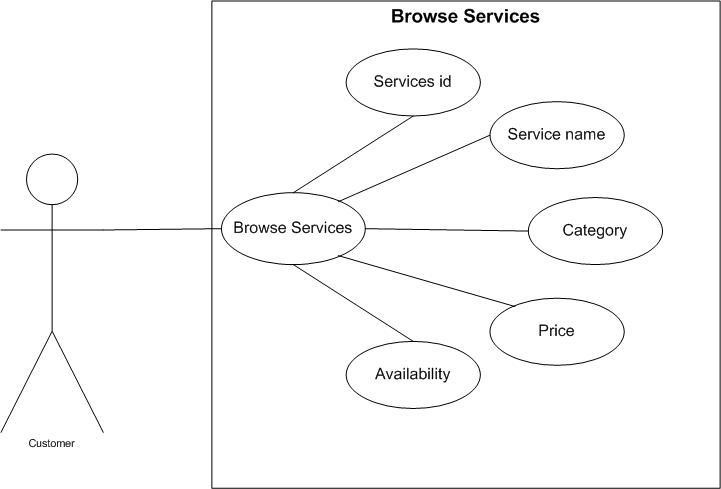 Browse Services
Services id
Service name
Browse Services
Category
Price
Availability
Customer